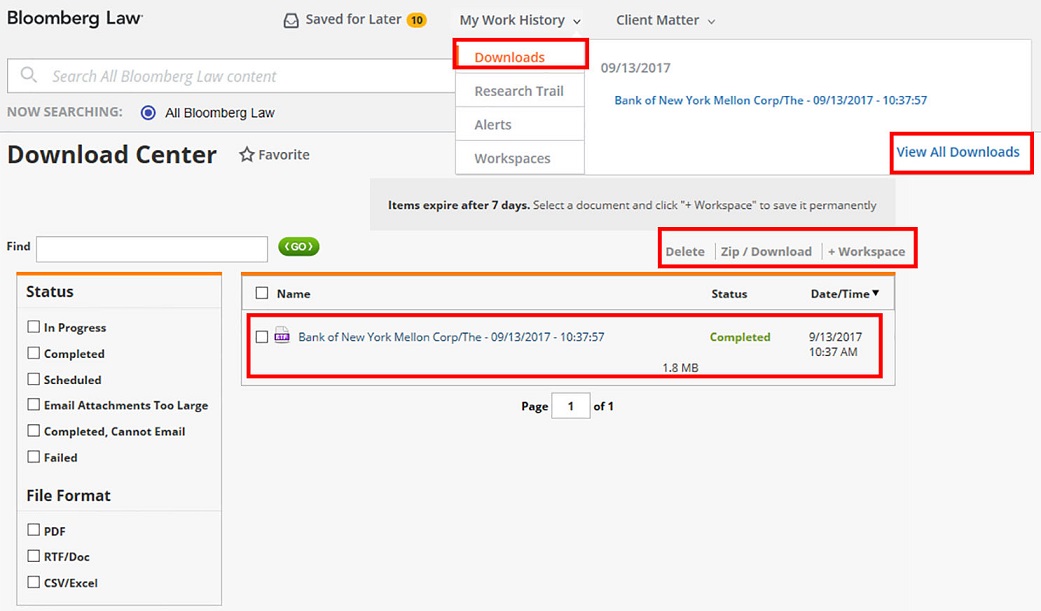 Bloomberg Law
Saved for Later 10
My Work History
Client Matter
Search All Bloomberg Law content
Downloads
Research Trail
Alerts
Workspaces
09/13/2017
Bank of New York Mellon Corp/The - 09/13/2017 - 10:37:57
View All Downloads
NOW SEARCHING: All Bloomberg Law
Download Center
Favorite
Items expire after 7 days. Select a document and click "+ Workspace" to save it permanently
Find
GO
Delete Zip / Download + Workspace
Status
In Progress
Completed
Scheduled
Email Attachments Too Large
Completed, Cannot Email
Failed
File Format
PDF
RTF/Doc
CSV/Excel
Name Status Date/Time
RTF Bank of New York Mellon Corp/The - 09/13/2017 - 10:37:57 Completed 9/13/2017
10:37 AM
1.8 MB
Page 1 of 1